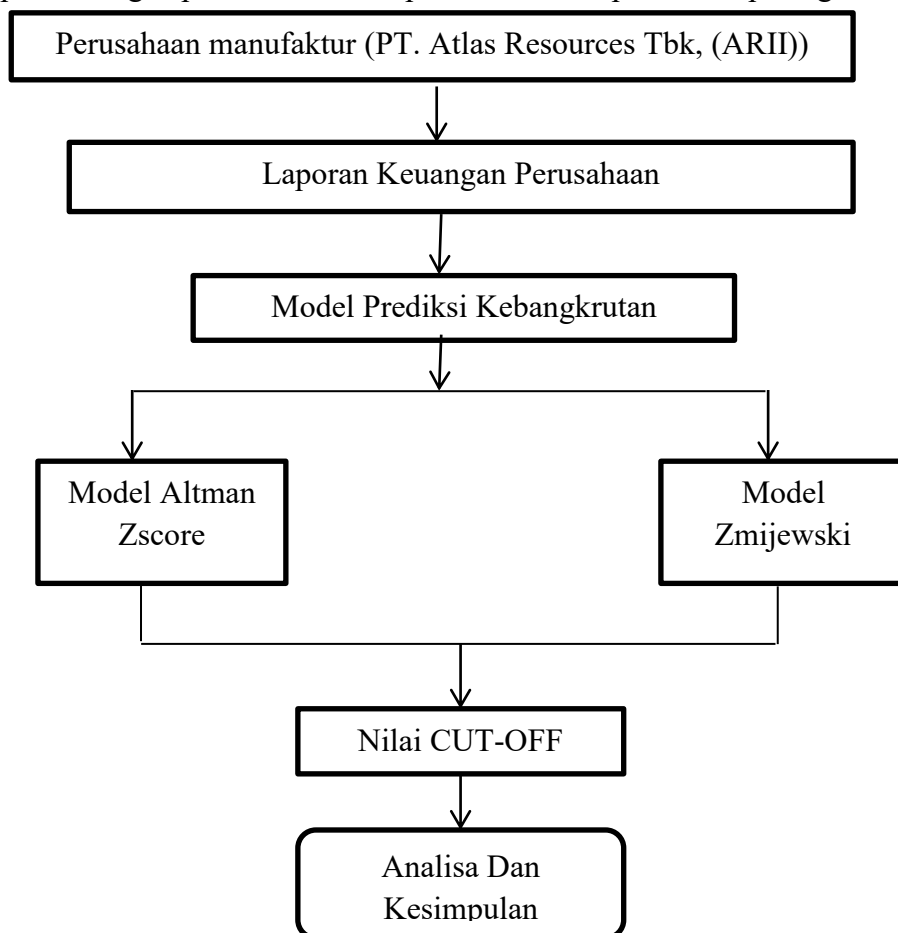 Perusahaan manufaktur (PT. Atlas Resources Tbk, (ARII))
Laporan Keuangan Perusahaan
Model Prediksi Kebangkrutan
Model Altman
Zscore
Model
Zmijewski
Nilai CUT-OFF
Analisa Dan
Kesimpulan